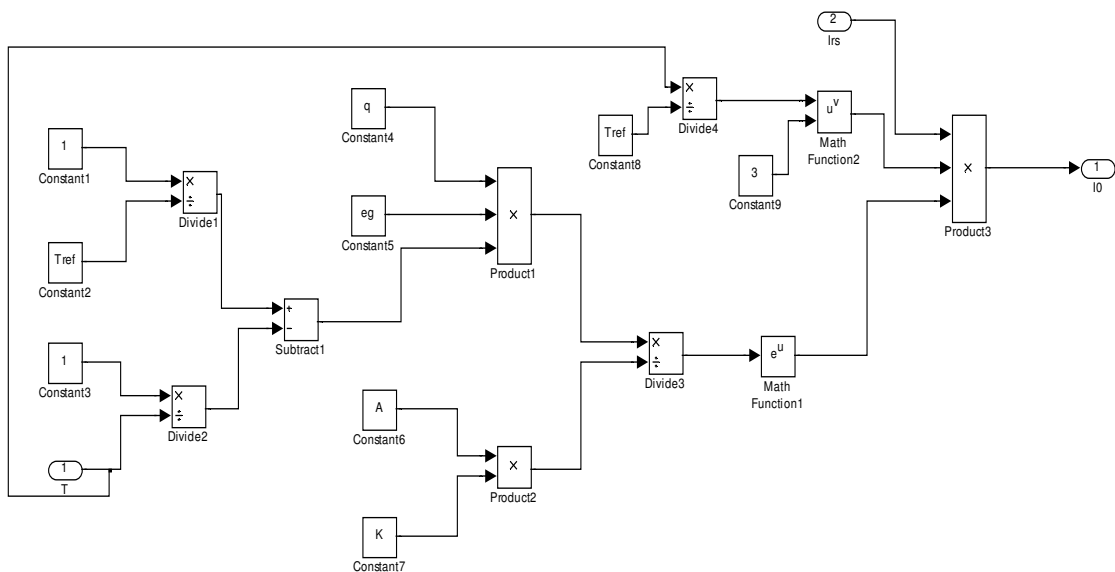 2
Irs
×
÷
Divide4
u^v
Math
Function2
q
Constant4
Tref
Constant8
3
Constant9
×
Product3
1
I0
1
Constant1
×
÷
Divide1
eg
Constant5
×
Product1
Tref
Constant2
+
−
Subtract1
1
Constant3
×
÷
Divide2
×
÷
Divide3
e^u
Math
Function1
A
Constant6
×
Product2
1
T
K
Constant7